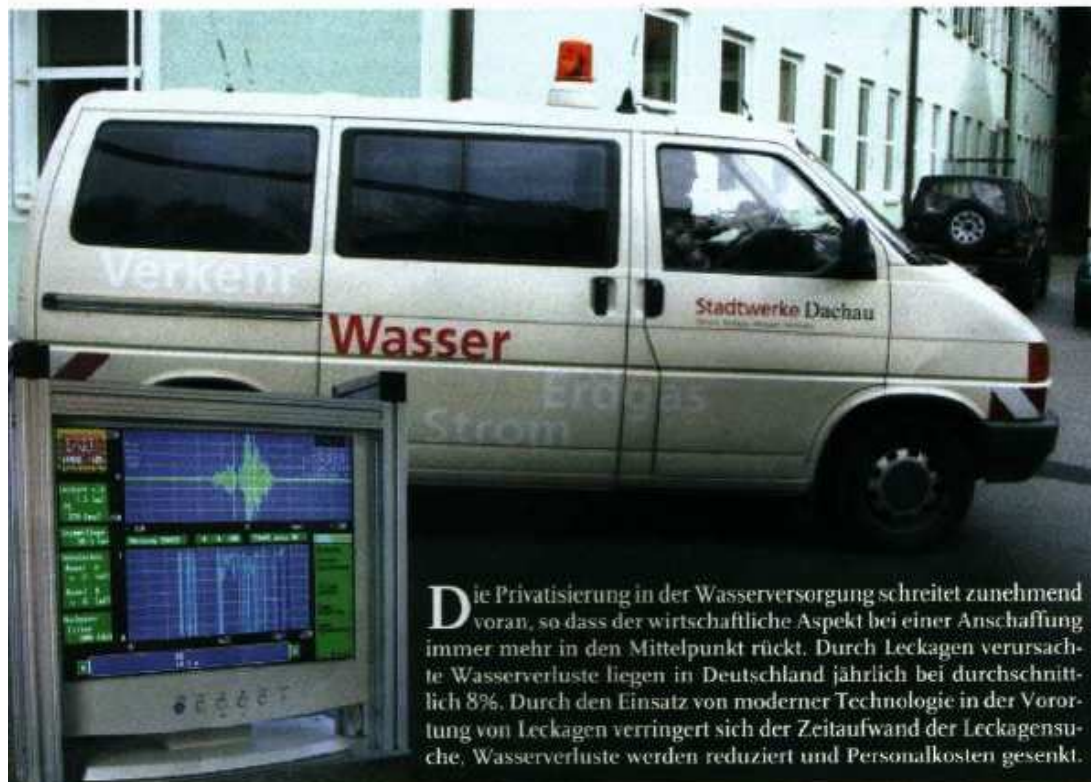 Verkehr
Wasser
Erdgas
Strom
Stadtwerke Dachau
Die Privatisierung in der Wasserversorgung schreitet zunehmend
voran, so dass der wirtschaftliche Aspekt bei einer Anschaffung
immer mehr in den Mittelpunkt rückt. Durch Leckagen verursach-
te Wasserverluste liegen in Deutschland jährlich bei durchschnitt-
lich 8%. Durch den Einsatz von moderner Technologie in der Voror-
tung von Leckagen verringert sich der Zeitaufwand der Leckagensu-
che, Wasserverluste werden reduziert und Personalkosten gesenkt.